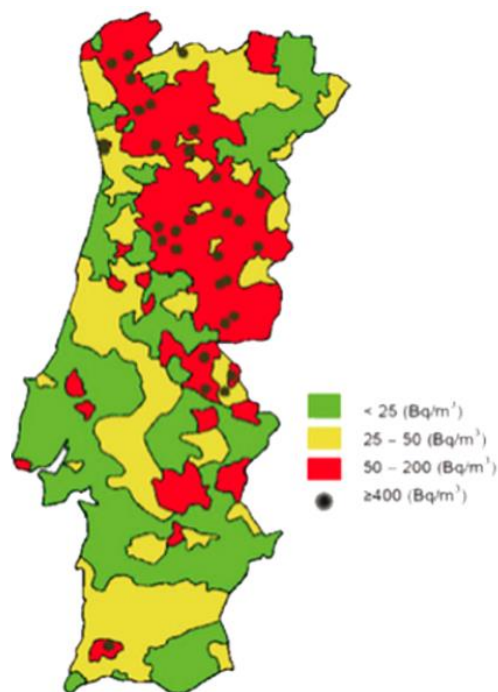 < 25 (Bq/m³)
25 – 50 (Bq/m³)
50 – 200 (Bq/m³)
≥400 (Bq/m³)